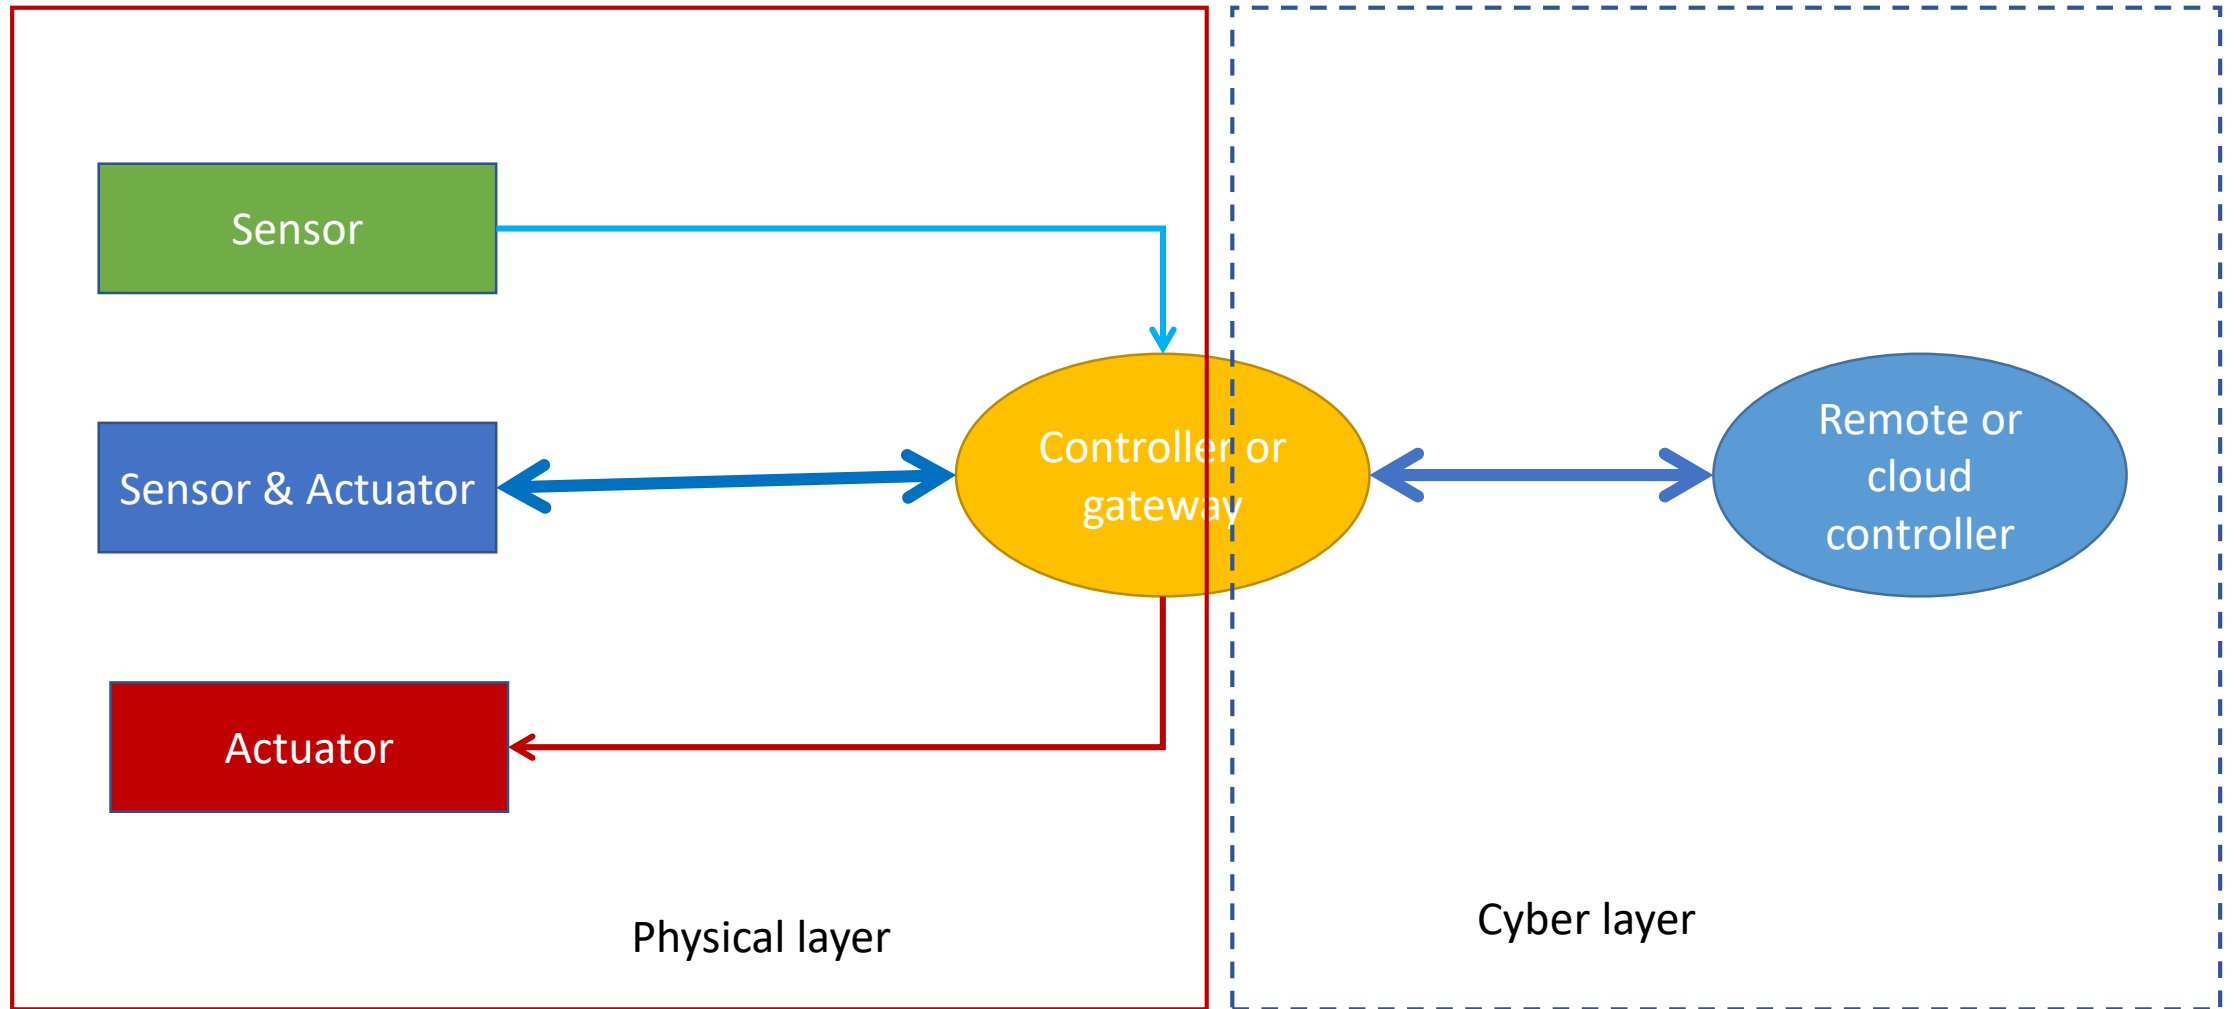 Sensor
Sensor & Actuator
Actuator
Controller or
gateway
Remote or
cloud
controller
Physical layer
Cyber layer